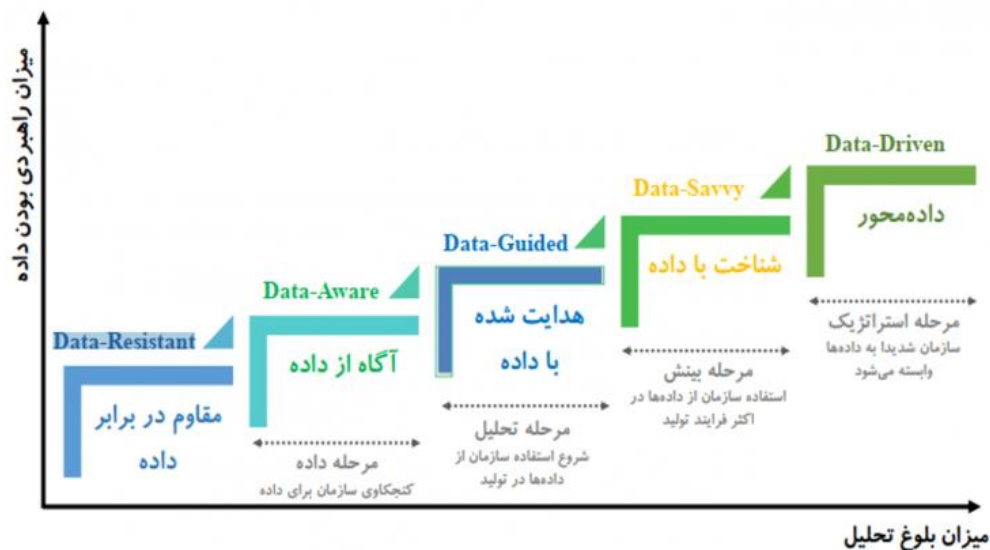 میزان راهبردی بودن داده
Data-Resistant
مقاوم در برابر
داده
Data-Aware
آگاه از داده
مرحله داده
کنجکاوی سازمان برای داده
Data-Guided
هدایت شده
با داده
مرحله تحلیل
شروع استفاده سازمان از
داده‌ها در تولید
Data-Savvy
شناخت با داده
مرحله بینش
استفاده سازمان از داده‌ها در
اکثر فرایند تولید
Data-Driven
داده‌محور
مرحله استراتژیک
سازمان شدیدا به داده‌ها
وابسته می‌شود
میزان بلوغ تحلیل